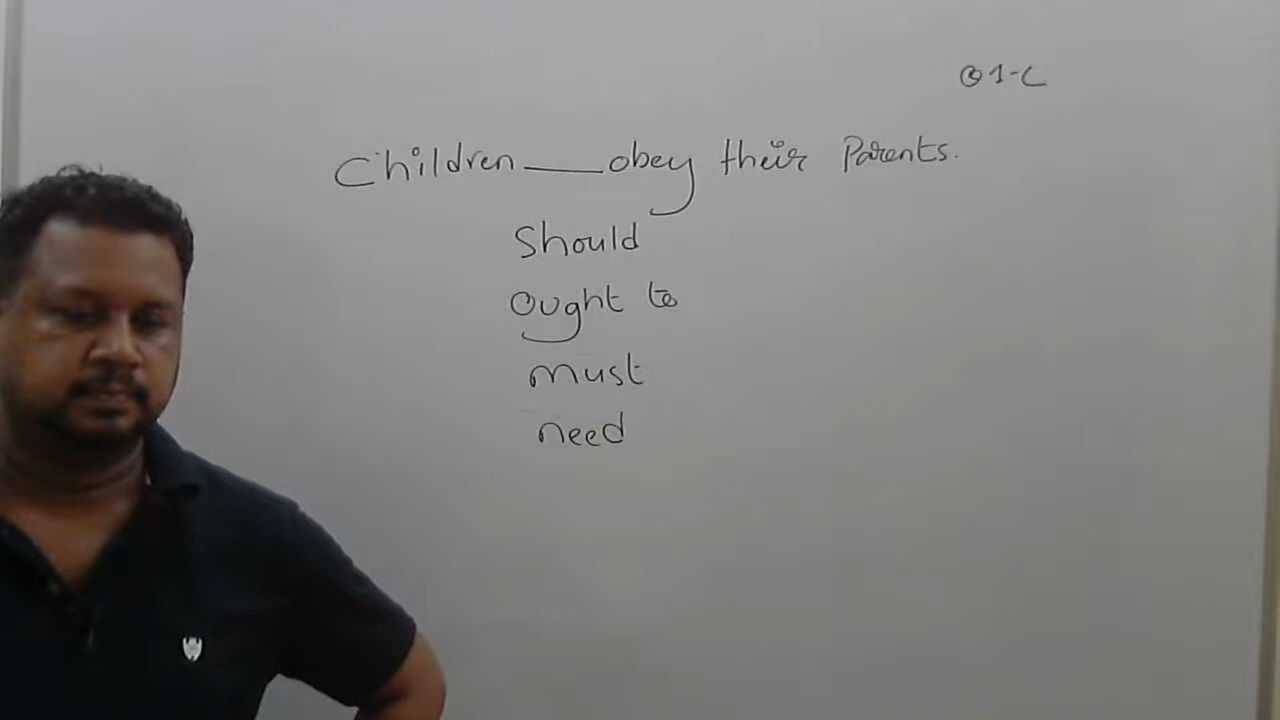 Q1-C
Children ____ obey their Parents.
Should
Ought to
must
need